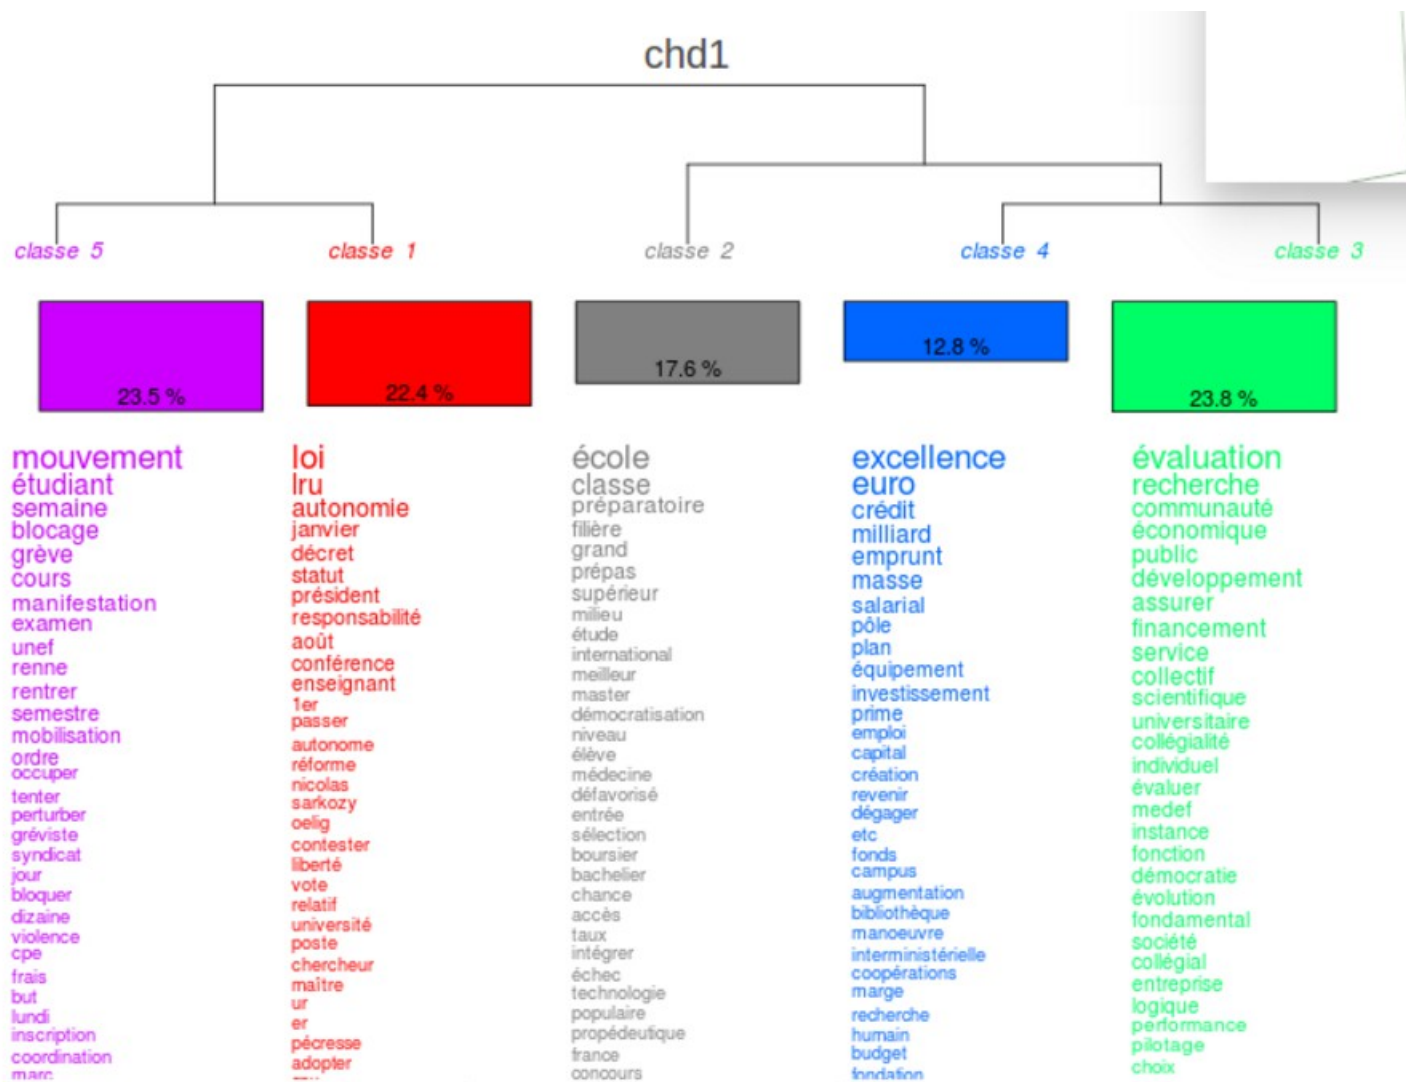 chd1
classe 5
classe 1
classe 2
classe 4
classe 3
23.5 %
22.4 %
17.6 %
12.8 %
23.8 %
mouvement
étudiant
semaine
blocage
grève
cours
manifestation
examen
unef
renne
rentrer
semestre
mobilisation
ordre
occuper
tenter
perturber
gréviste
syndicat
jour
bloquer
dizaine
violence
cpe
frais
but
lundi
inscription
coordination
marc
loi
lru
autonomie
janvier
décret
statut
président
responsabilité
août
conférence
enseignant
1er
passer
autonome
réforme
nicolas
sarkozy
oelig
contester
liberté
vote
relatif
université
poste
chercheur
maître
ur
er
pécresse
adopter
école
classe
préparatoire
filière
grand
prépas
supérieur
milieu
étude
international
meilleur
master
démocratisation
niveau
élève
médecine
défavorisé
entrée
sélection
boursier
bachelier
chance
accès
taux
intégrer
échec
technologie
populaire
propédeutique
france
concours
excellence
euro
crédit
milliard
emprunt
masse
salarial
pôle
plan
équipement
investissement
prime
emploi
capital
création
revenir
dégager
etc
fonds
campus
augmentation
bibliothèque
manoeuvre
interministérielle
coopérations
marge
recherche
humain
budget
fondation
évaluation
recherche
communauté
économique
public
développement
assurer
financement
service
collectif
scientifique
universitaire
collégialité
individuel
évaluer
medef
instance
fonction
démocratie
évolution
fondamental
société
collégial
entreprise
logique
performance
pilotage
choix